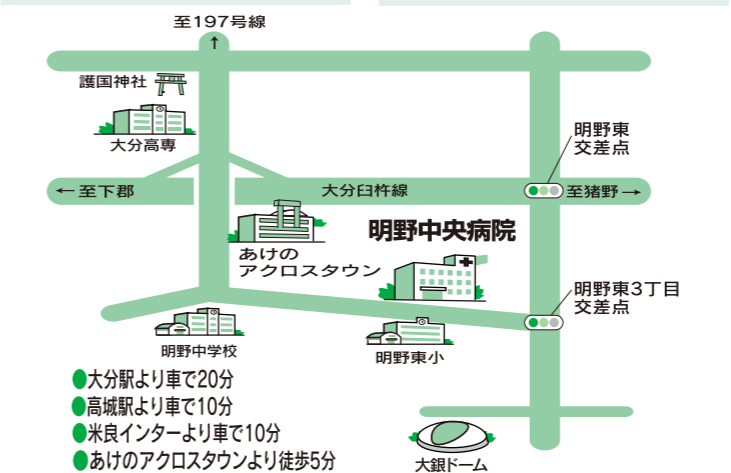 至197号線
↑
護国神社
大分高専
明野東
交差点
←至下郡
大分臼杵線
至猪野→
明野中央病院
あけの
アクロスタウン
明野東3丁目
交差点
明野中学校
明野東小
●大分駅より車で20分
●高城駅より車で10分
●米良インターより車で10分
●あけのアクロスタウンより徒歩5分
大銀ドーム